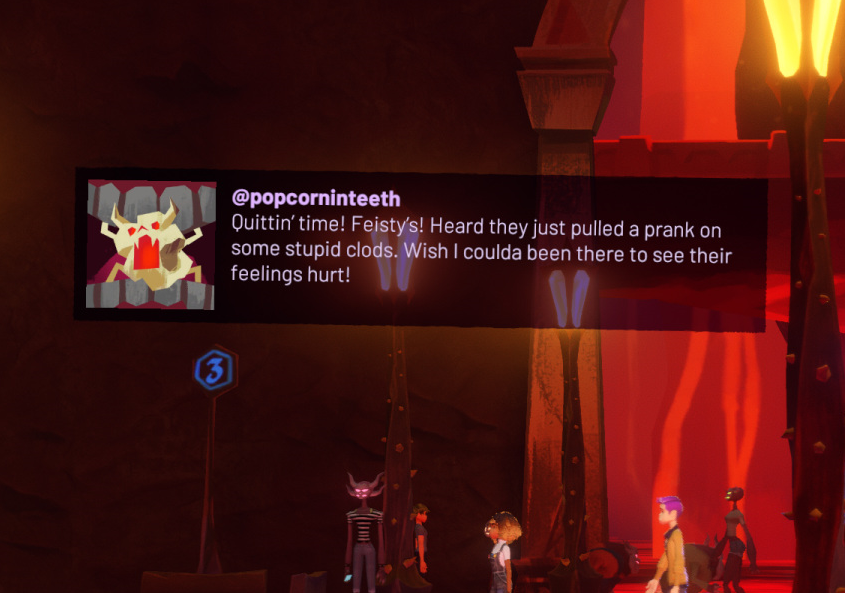 @popcorninteeth
Quittin' time! Feisty's! Heard they just pulled a prank on
some stupid clods. Wish I coulda been there to see their
feelings hurt!
3